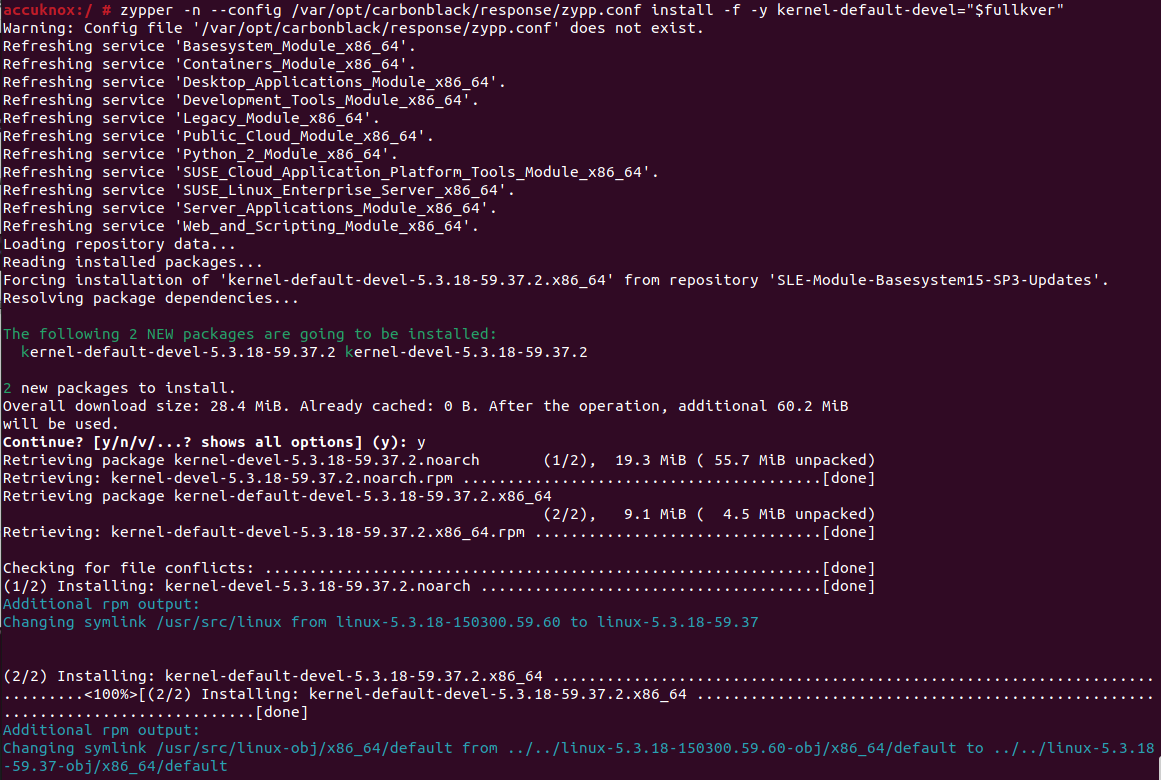 accuknox:/ # zypper -n --config /var/opt/carbonblack/response/zypp.conf install -f -y kernel-default-devel="$fullkver"
Warning: Config file '/var/opt/carbonblack/response/zypp.conf' does not exist.
Refreshing service 'Basesystem_Module_x86_64'.
Refreshing service 'Containers_Module_x86_64'.
Refreshing service 'Desktop_Applications_Module_x86_64'.
Refreshing service 'Development_Tools_Module_x86_64'.
Refreshing service 'Legacy_Module_x86_64'.
Refreshing service 'Public_Cloud_Module_x86_64'.
Refreshing service 'Python_2_Module_x86_64'.
Refreshing service 'SUSE_Cloud_Application_Platform_Tools_Module_x86_64'.
Refreshing service 'SUSE_Linux_Enterprise_Server_x86_64'.
Refreshing service 'Server_Applications_Module_x86_64'.
Refreshing service 'Web_and_Scripting_Module_x86_64'.
Loading repository data...
Reading installed packages...
Forcing installation of 'kernel-default-devel-5.3.18-59.37.2.x86_64' from repository 'SLE-Module-Basesystem15-SP3-Updates'.
Resolving package dependencies...
The following 2 NEW packages are going to be installed:
  kernel-default-devel-5.3.18-59.37.2 kernel-devel-5.3.18-59.37.2
2 new packages to install.
Overall download size: 28.4 MiB. Already cached: 0 B. After the operation, additional 60.2 MiB
will be used.
Continue? [y/n/v/...? shows all options] (y): y
Retrieving package kernel-devel-5.3.18-59.37.2.noarch       (1/2),  19.3 MiB ( 55.7 MiB unpacked)
Retrieving: kernel-devel-5.3.18-59.37.2.noarch.rpm ........................................[done]
Retrieving package kernel-default-devel-5.3.18-59.37.2.x86_64
                                                            (2/2),   9.1 MiB (  4.5 MiB unpacked)
Retrieving: kernel-default-devel-5.3.18-59.37.2.x86_64.rpm ................................[done]
Checking for file conflicts: ..............................................................[done]
(1/2) Installing: kernel-devel-5.3.18-59.37.2.noarch ......................................[done]
Additional rpm output:
Changing symlink /usr/src/linux from linux-5.3.18-150300.59.60 to linux-5.3.18-59.37
(2/2) Installing: kernel-default-devel-5.3.18-59.37.2.x86_64 ...................................................................
.........<100%>[(2/2) Installing: kernel-default-devel-5.3.18-59.37.2.x86_64 ...................................................
............................[done]
Additional rpm output:
Changing symlink /usr/src/linux-obj/x86_64/default from ../../linux-5.3.18-150300.59.60-obj/x86_64/default to ../../linux-5.3.18
-59.37-obj/x86_64/default